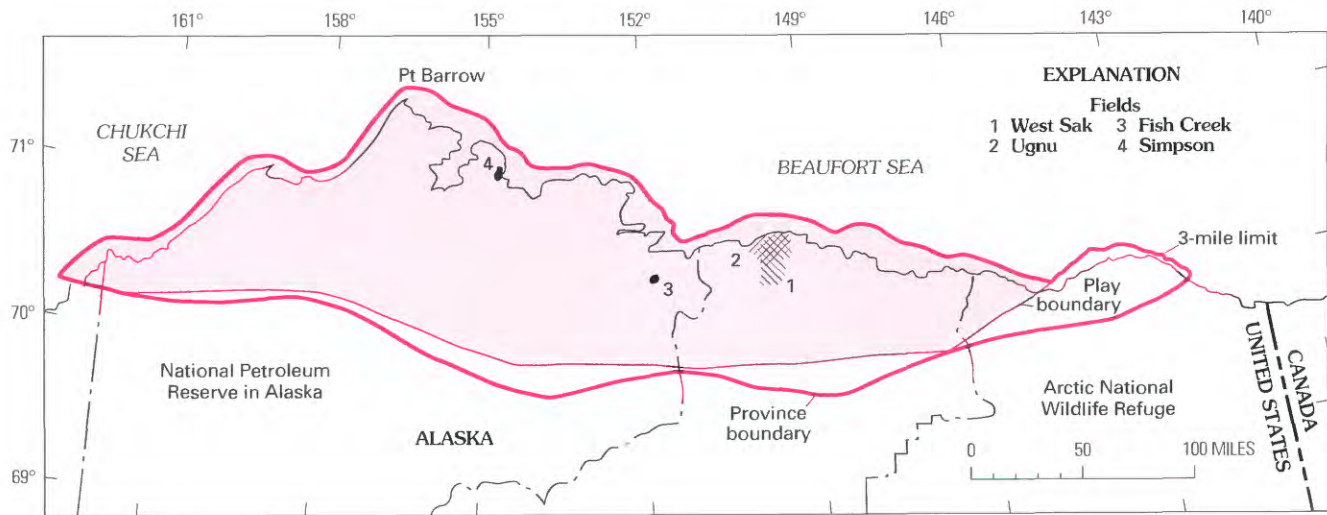 161°
158°
155°
152°
149°
146°
143°
140°
Pt Barrow
EXPLANATION
Fields
1 West Sak 3 Fish Creek
2 Ugnu 4 Simpson
CHUKCHI
SEA
71°
4
BEAUFORT SEA
3-mile limit
2
3
1
Play
boundary
70°
National Petroleum
Reserve in Alaska
Province
boundary
Arctic National
Wildlife Refuge
CANADA
UNITED STATES
ALASKA
0 50 100 MILES
69°